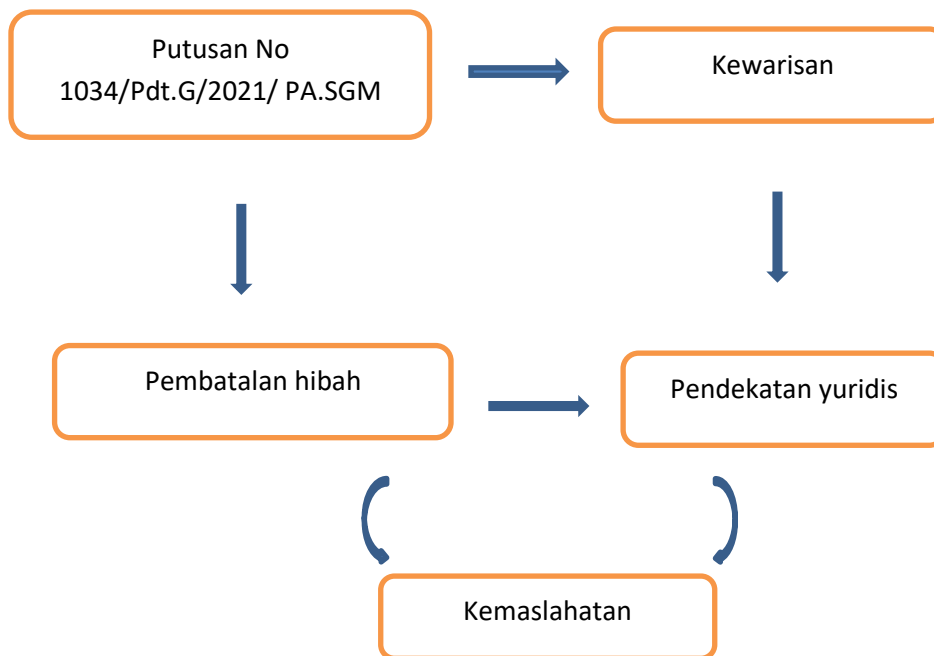 Putusan No
1034/Pdt.G/2021/ PA.SGM
Kewarisan
Pembatalan hibah
Pendekatan yuridis
Kemaslahatan